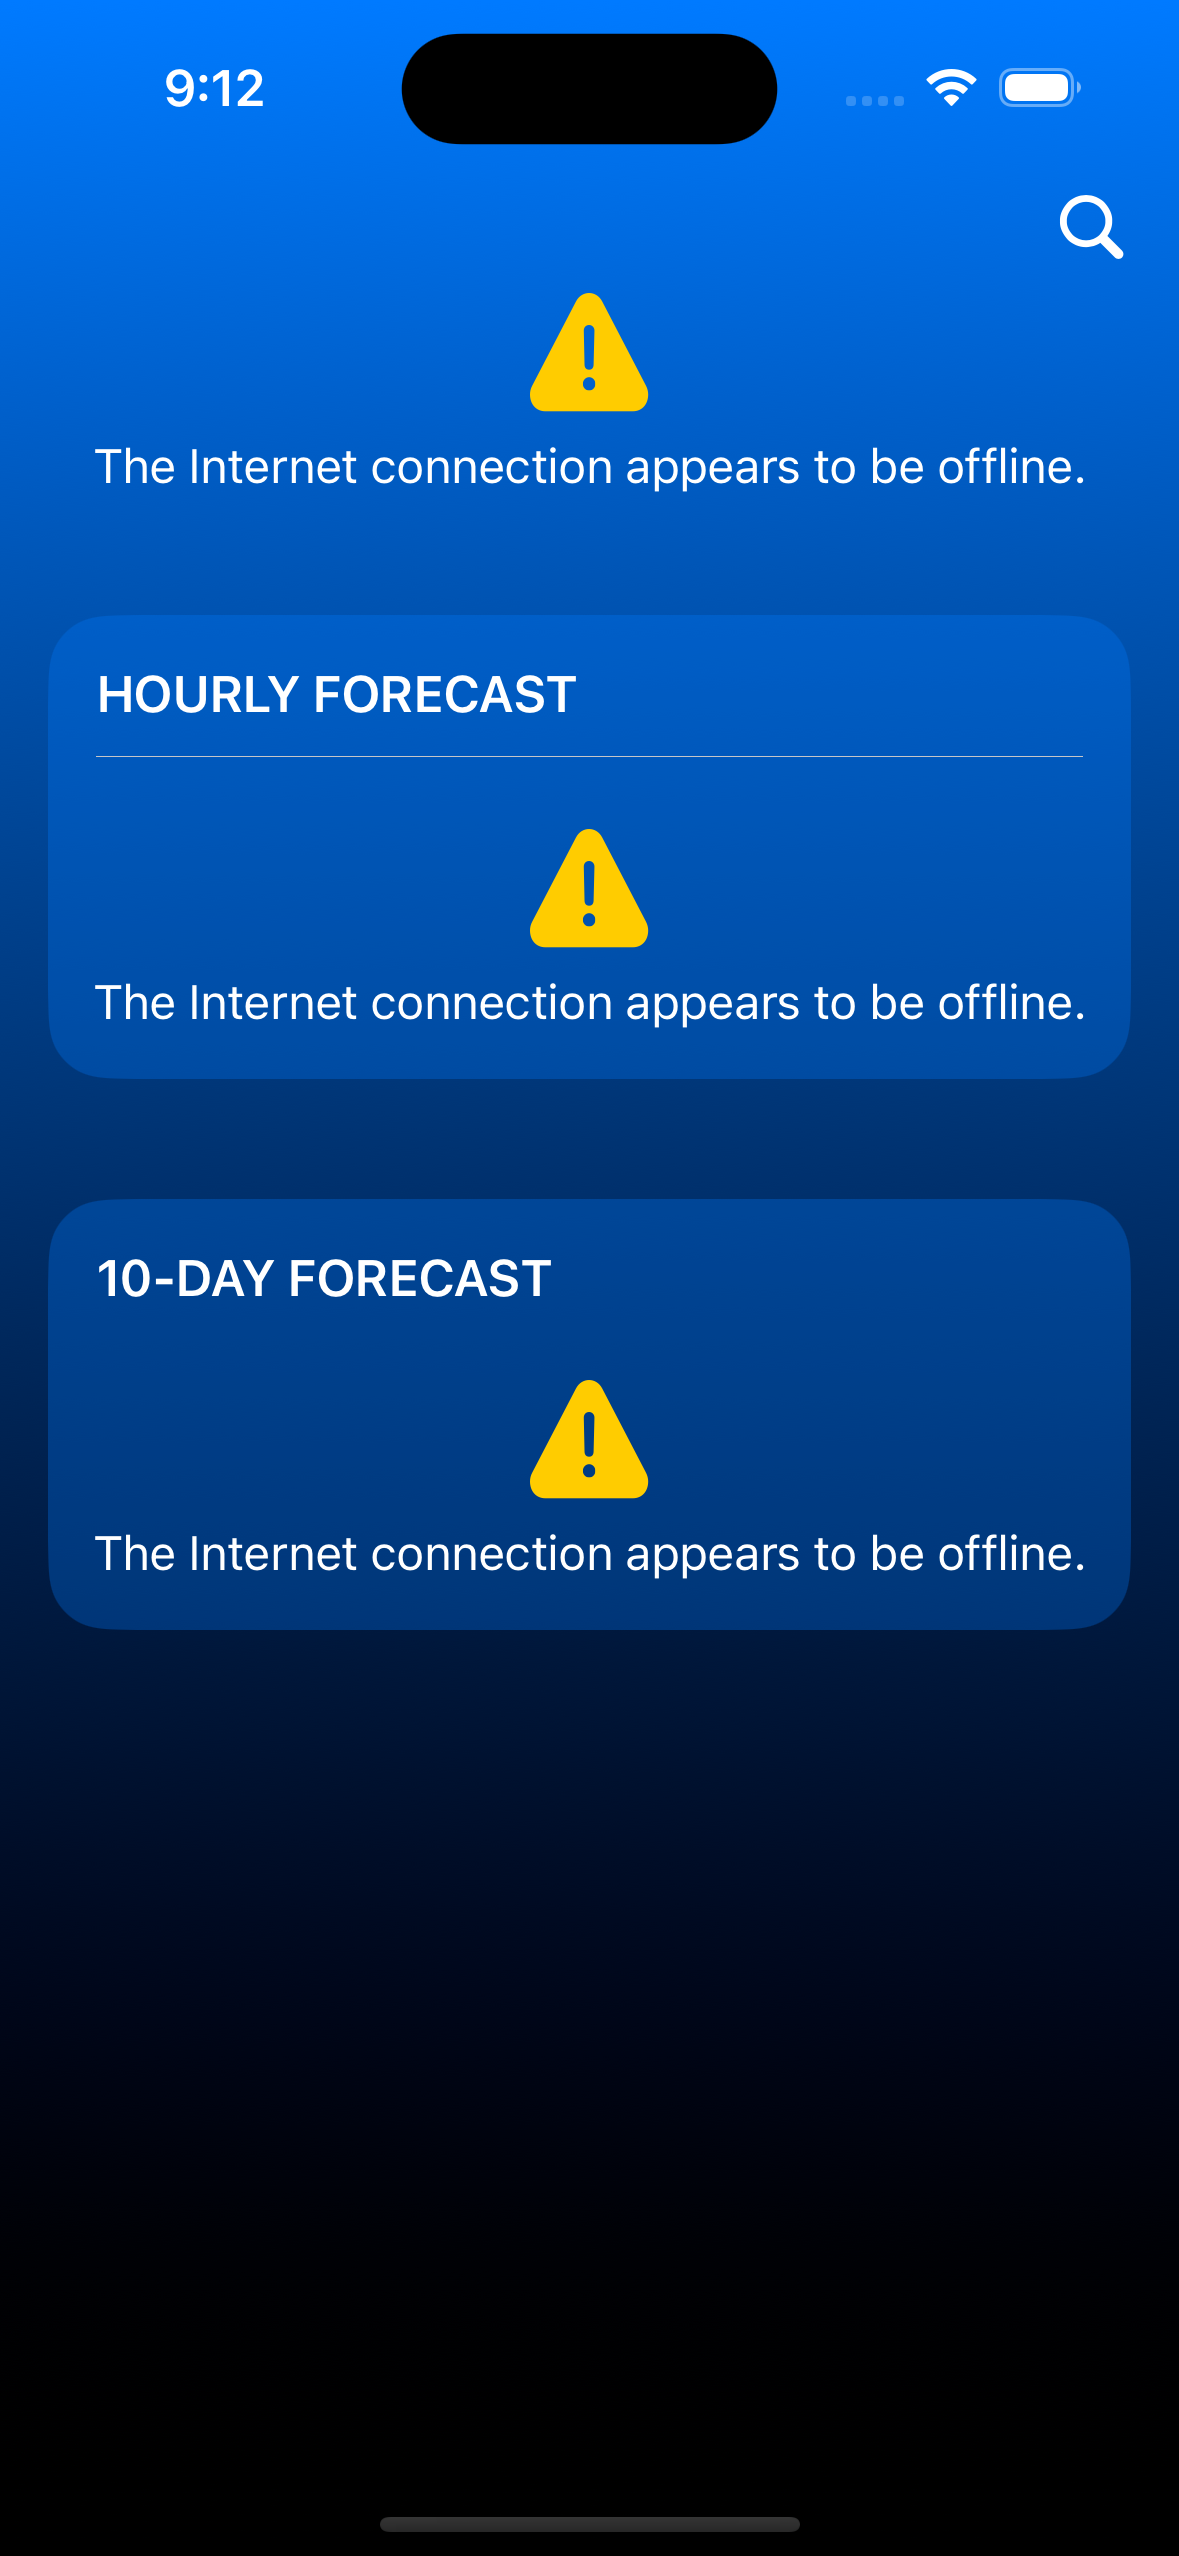 9:12
The Internet connection appears to be offline.
HOURLY FORECAST
The Internet connection appears to be offline.
10-DAY FORECAST
The Internet connection appears to be offline.